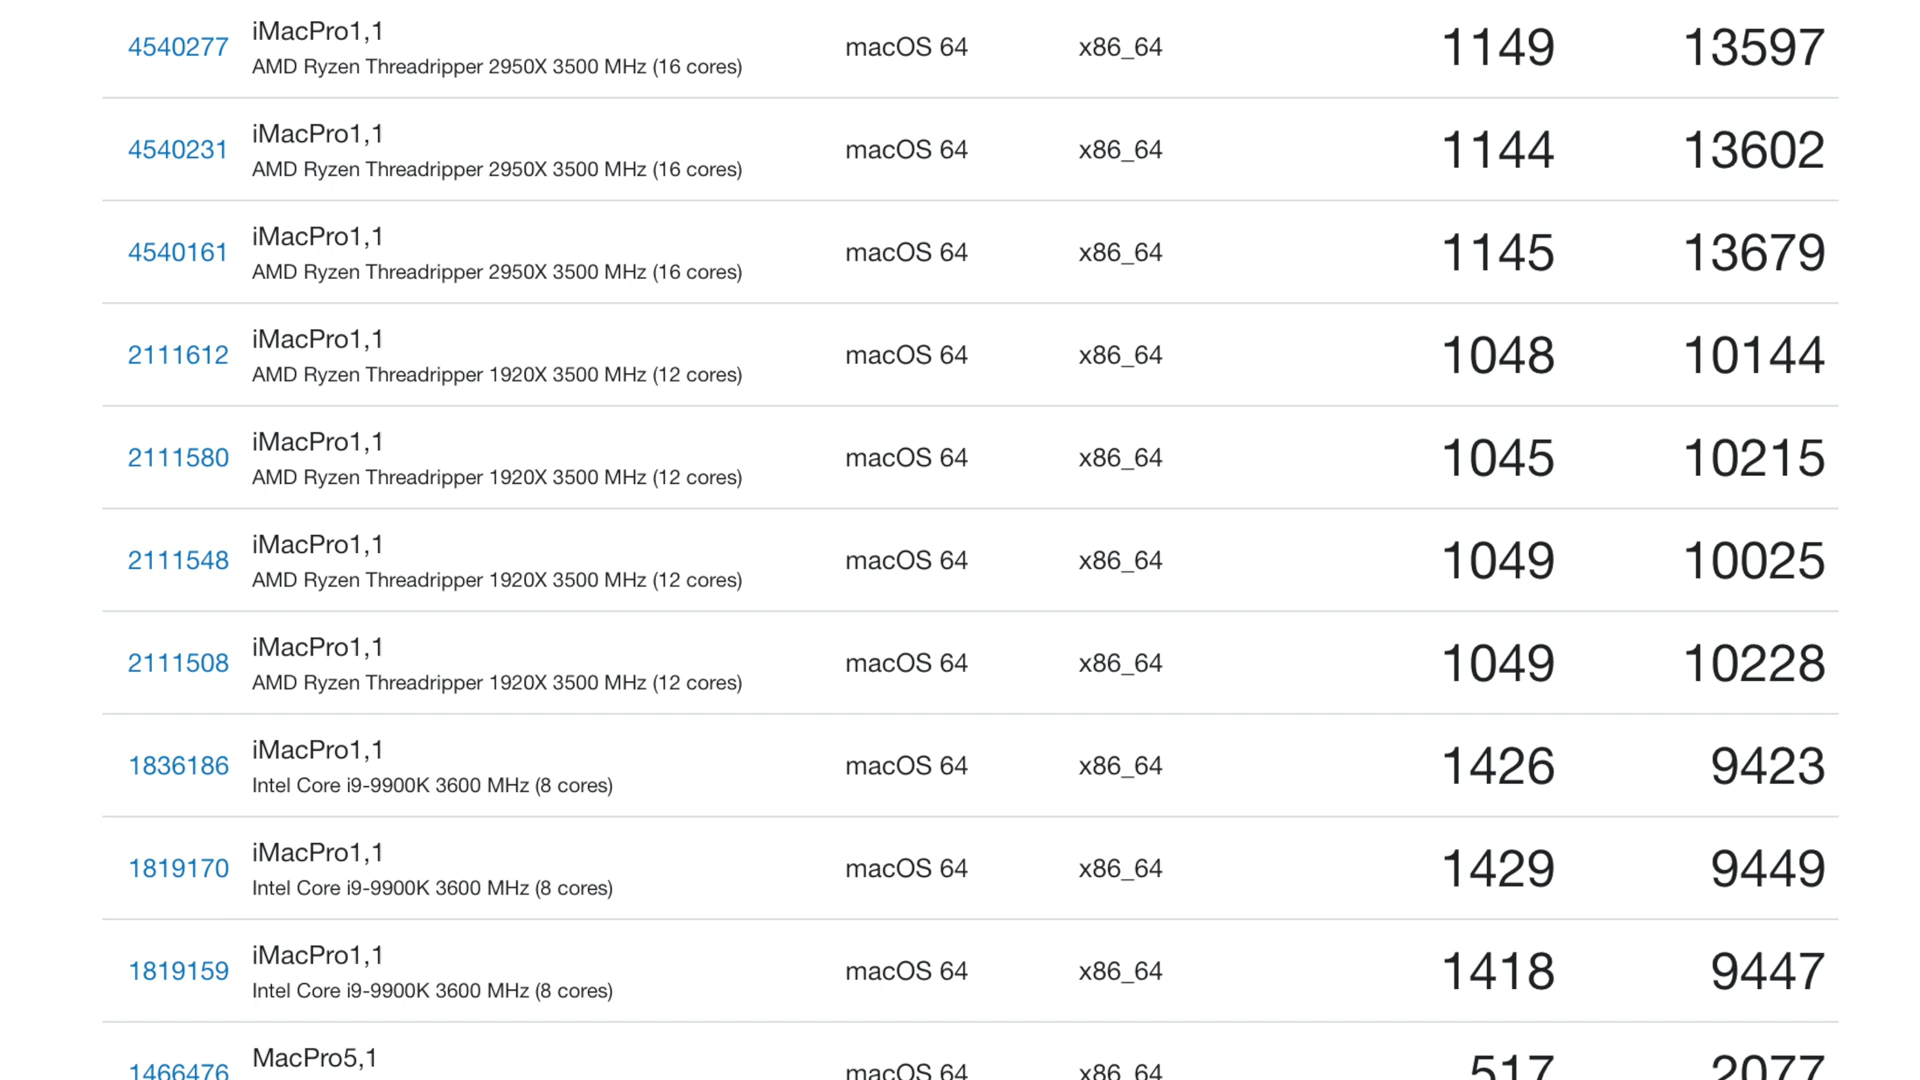 iMacPro1,1
4540277 macOS 64 x86_64 1149 13597
AMD Ryzen Threadripper 2950X 3500 MHz (16 cores)
iMacPro1,1
4540231 macOS 64 x86_64 1144 13602
AMD Ryzen Threadripper 2950X 3500 MHz (16 cores)
iMacPro1,1
4540161 macOS 64 x86_64 1145 13679
AMD Ryzen Threadripper 2950X 3500 MHz (16 cores)
iMacPro1,1
2111612 macOS 64 x86_64 1048 10144
AMD Ryzen Threadripper 1920X 3500 MHz (12 cores)
iMacPro1,1
2111580 macOS 64 x86_64 1045 10215
AMD Ryzen Threadripper 1920X 3500 MHz (12 cores)
iMacPro1,1
2111548 macOS 64 x86_64 1049 10025
AMD Ryzen Threadripper 1920X 3500 MHz (12 cores)
iMacPro1,1
2111508 macOS 64 x86_64 1049 10228
AMD Ryzen Threadripper 1920X 3500 MHz (12 cores)
iMacPro1,1
1836186 macOS 64 x86_64 1426 9423
Intel Core i9-9900K 3600 MHz (8 cores)
iMacPro1,1
1819170 macOS 64 x86_64 1429 9449
Intel Core i9-9900K 3600 MHz (8 cores)
iMacPro1,1
1819159 macOS 64 x86_64 1418 9447
Intel Core i9-9900K 3600 MHz (8 cores)
MacPro5,1
1466476 macOS 64 x86_64 517 2077